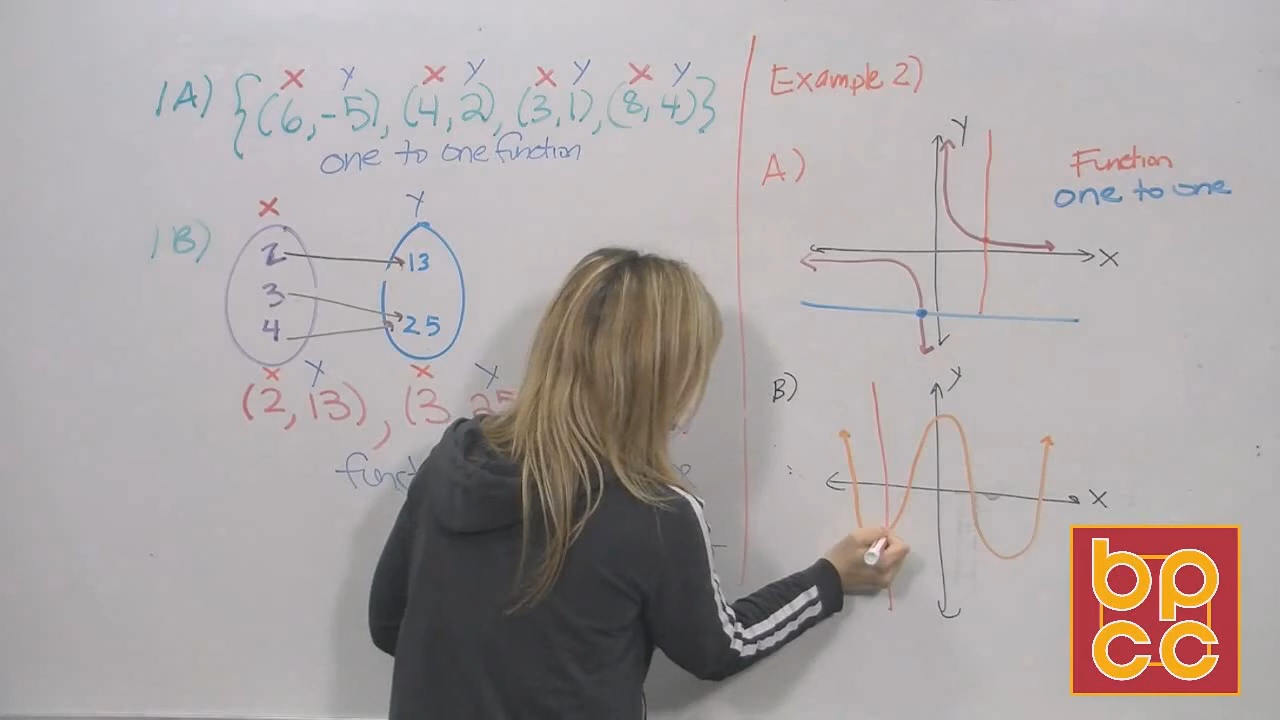 X Y X Y X Y X Y
1A) {(6,-5), (4,2), (3,1), (8,4)}
one to one function
1B)
X Y
2 13
3 25
4
X Y X Y
(2, 13), (3, 25
Example 2)
A)
Y
X
Function
one to one
B)
Y
X
bp
cc